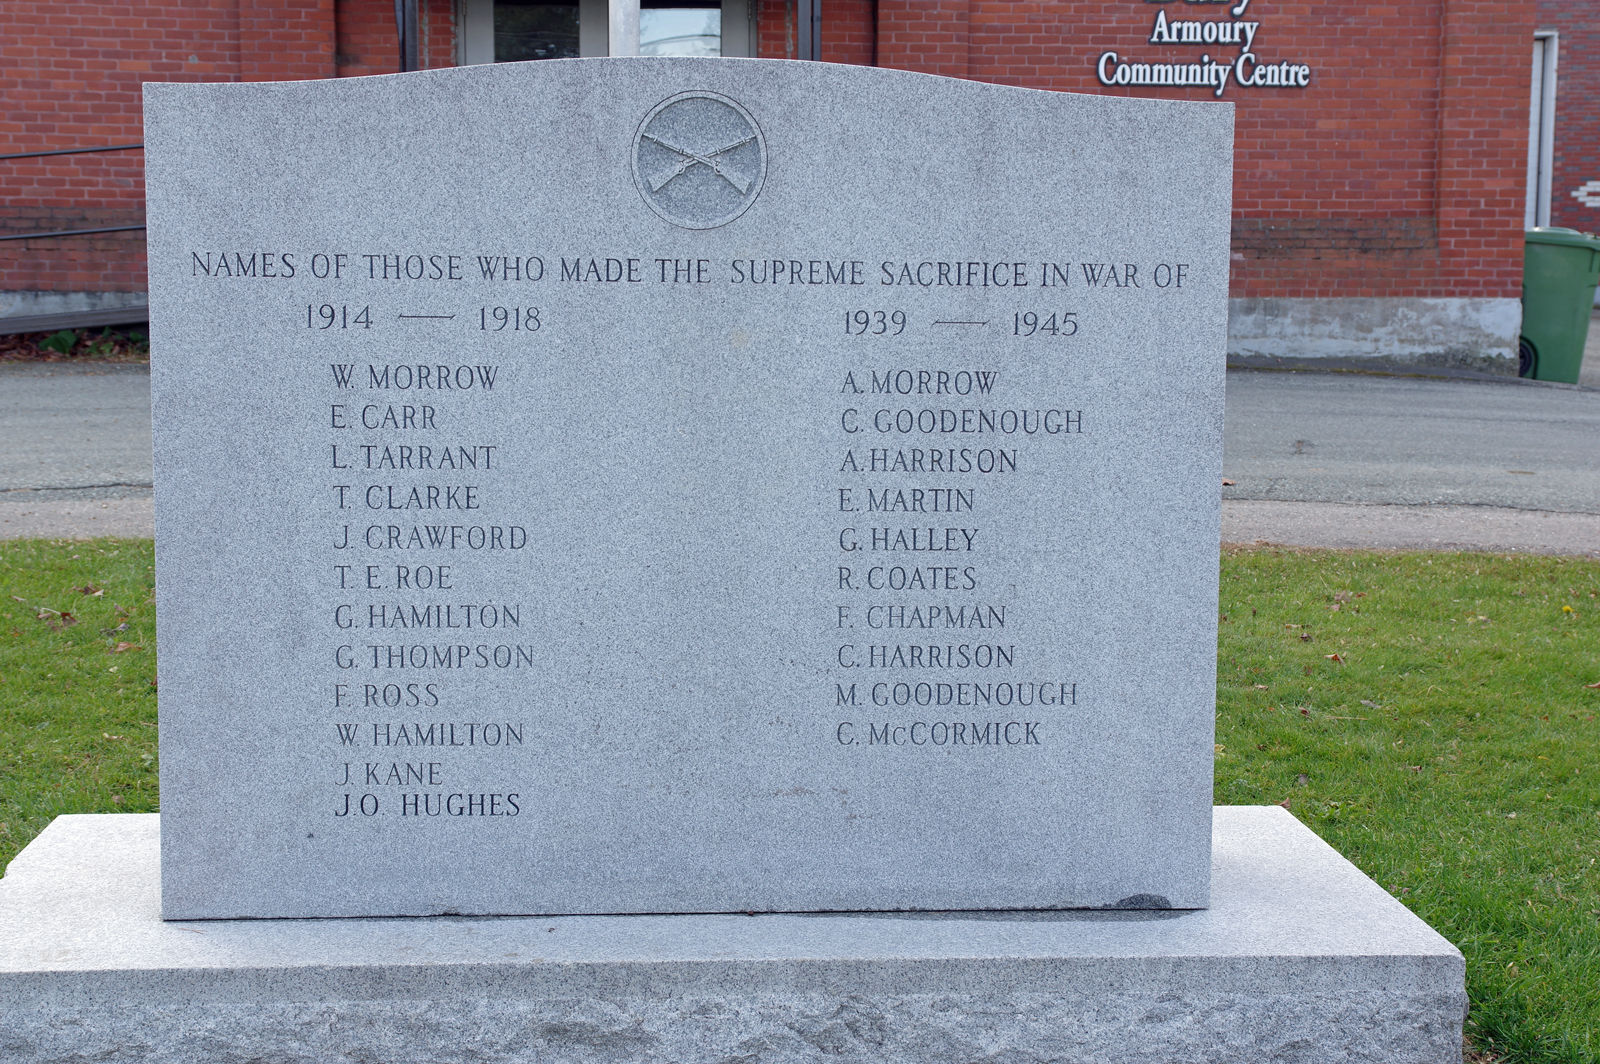 Armoury
Community Centre
NAMES OF THOSE WHO MADE THE SUPREME SACRIFICE IN WAR OF
1914 — 1918
W. MORROW
E. CARR
L. TARRANT
T. CLARKE
J. CRAWFORD
T. E. ROE
G. HAMILTON
G. THOMPSON
F. ROSS
W. HAMILTON
J. KANE
J.O. HUGHES
1939 — 1945
A. MORROW
C. GOODENOUGH
A. HARRISON
E. MARTIN
G. HALLEY
R. COATES
F. CHAPMAN
C. HARRISON
M. GOODENOUGH
C. McCORMICK